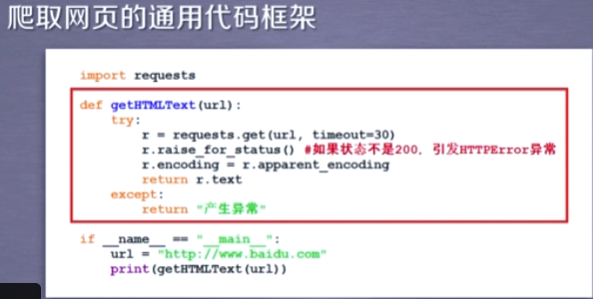 爬取网页的通用代码框架
import requests
def getHTMLText(url):
try:
r = requests.get(url, timeout=30)
r.raise_for_status() #如果状态不是200，引发HTTPError异常
r.encoding = r.apparent_encoding
return r.text
except:
return "产生异常"
if __name__ == "__main__":
url = "http://www.baidu.com"
print(getHTMLText(url))